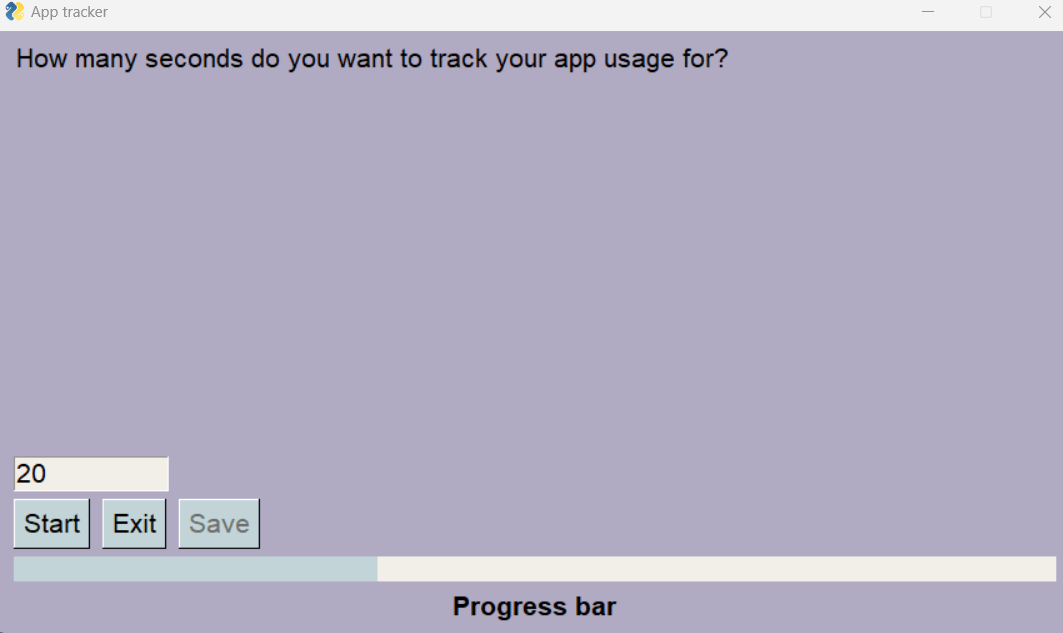 App tracker
How many seconds do you want to track your app usage for?
20
Start Exit Save
Progress bar